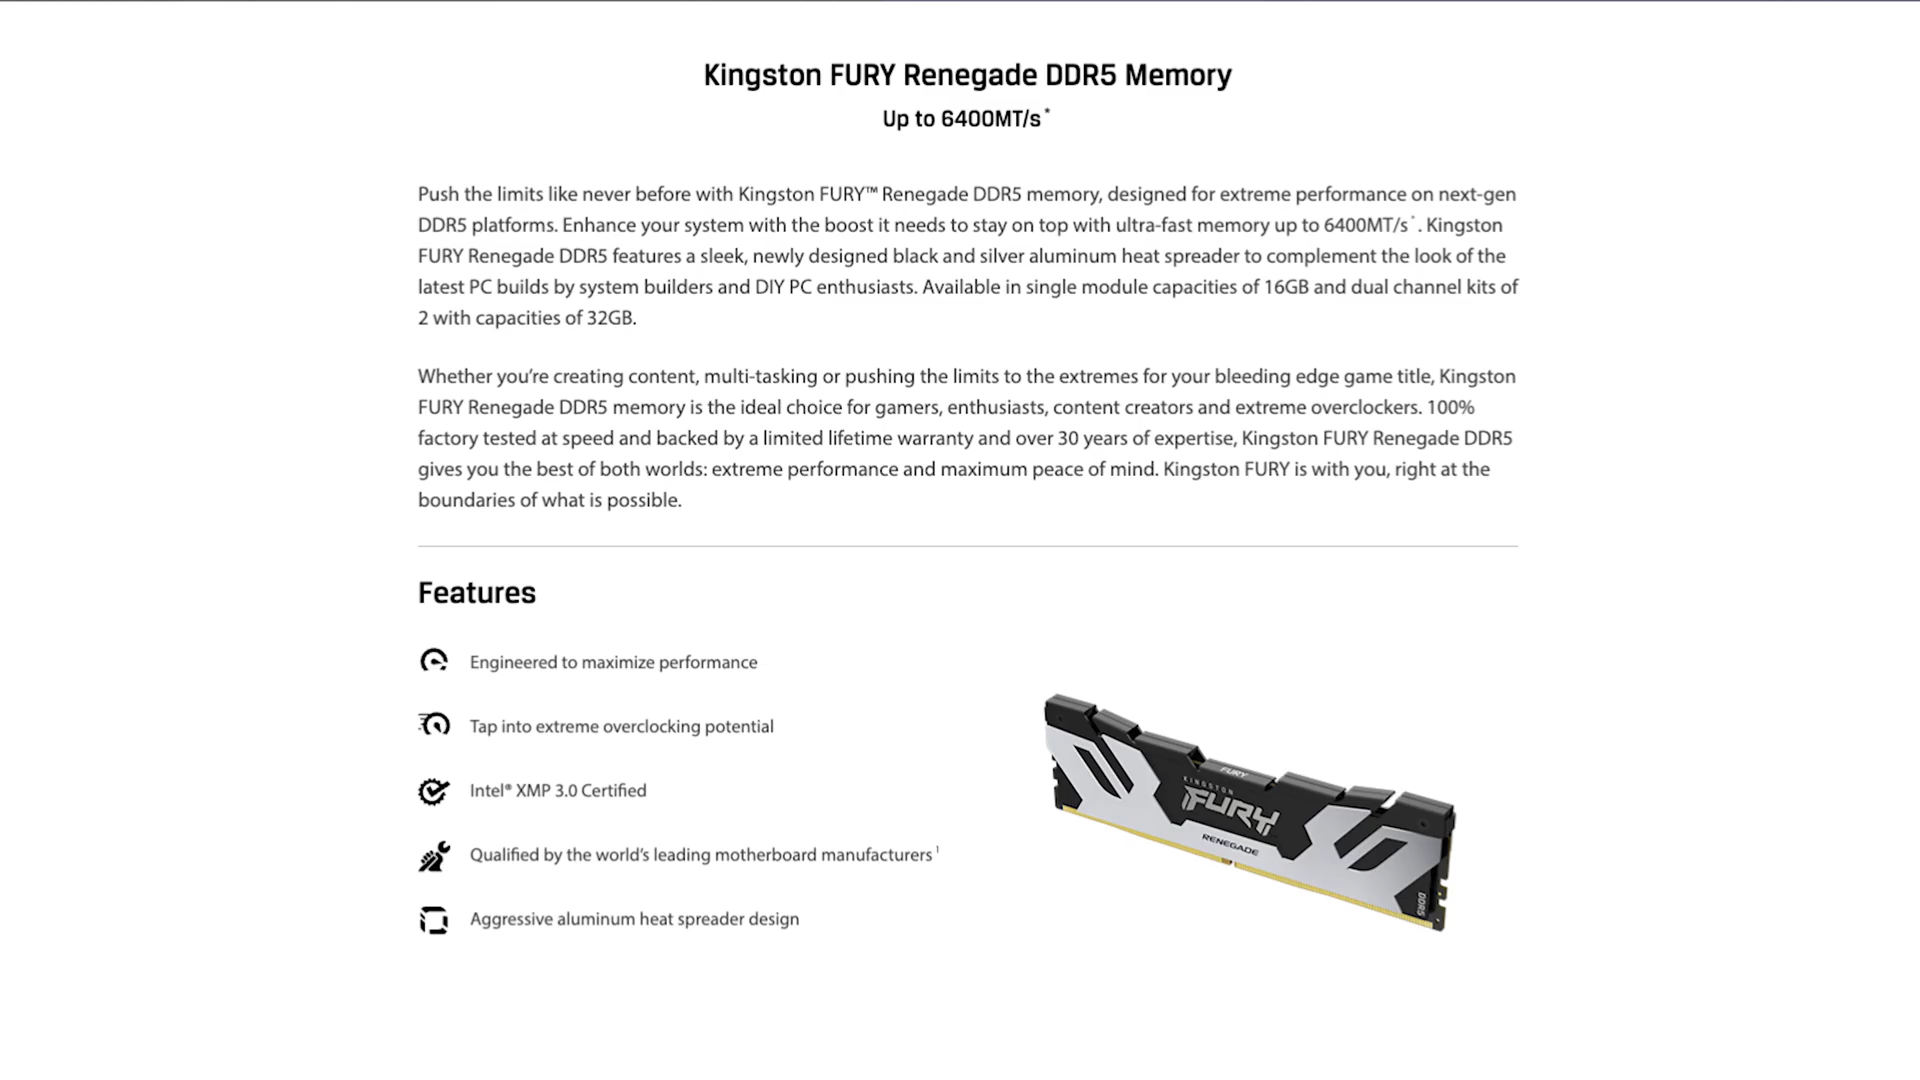 Kingston FURY Renegade DDR5 Memory
Up to 6400MT/s*
Push the limits like never before with Kingston FURY™ Renegade DDR5 memory, designed for extreme performance on next-gen
DDR5 platforms. Enhance your system with the boost it needs to stay on top with ultra-fast memory up to 6400MT/s*. Kingston
FURY Renegade DDR5 features a sleek, newly designed black and silver aluminum heat spreader to complement the look of the
latest PC builds by system builders and DIY PC enthusiasts. Available in single module capacities of 16GB and dual channel kits of
2 with capacities of 32GB.
Whether you’re creating content, multi-tasking or pushing the limits to the extremes for your bleeding edge game title, Kingston
FURY Renegade DDR5 memory is the ideal choice for gamers, enthusiasts, content creators and extreme overclockers. 100%
factory tested at speed and backed by a limited lifetime warranty and over 30 years of expertise, Kingston FURY Renegade DDR5
gives you the best of both worlds: extreme performance and maximum peace of mind. Kingston FURY is with you, right at the
boundaries of what is possible.
Features
Engineered to maximize performance
Tap into extreme overclocking potential
Intel® XMP 3.0 Certified
Qualified by the world’s leading motherboard manufacturers¹
Aggressive aluminum heat spreader design
FURY
KINGSTON
FURY
RENEGADE
DDR5